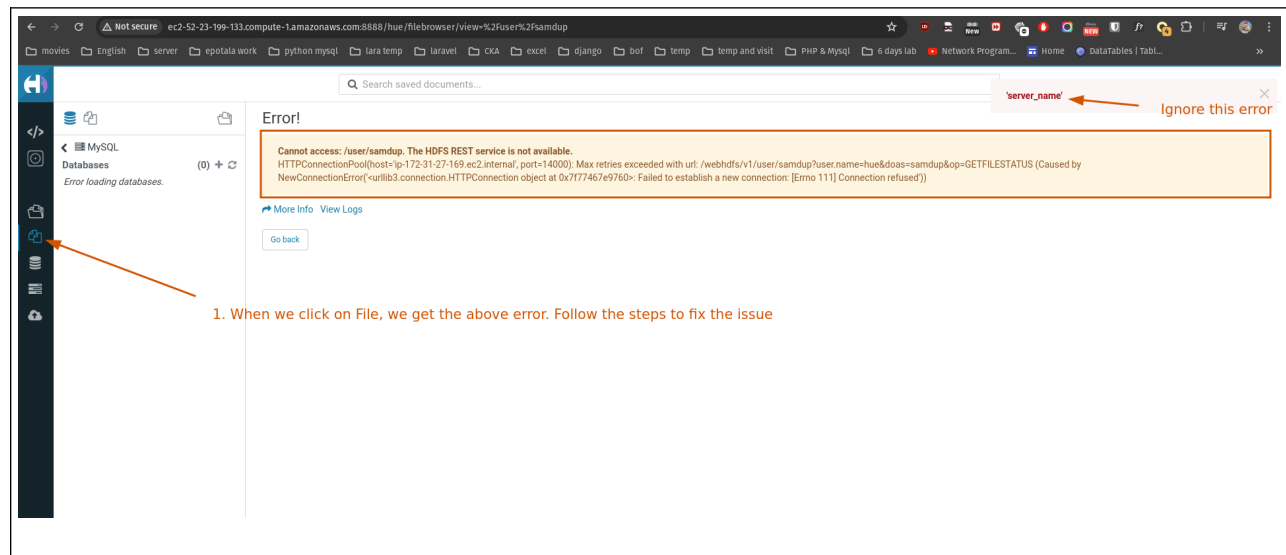 Not secure ec2-52-23-199-133.compute-1.amazonaws.com:8888/hue/filebrowser/view=%2Fuser%2Fsamdup
New
New
movies English server epotala work python mysql lara temp laravel CKA excel django bof temp temp and visit PHP & Mysql 6 days lab Network Program... Home DataTables | Tabl... »
Search saved documents...
'server_name'
Ignore this error
Error!
MySQL
Databases (0)
Error loading databases.
Cannot access: /user/samdup. The HDFS REST service is not available.
HTTPConnectionPool(host='ip-172-31-27-169.ec2.internal', port=14000): Max retries exceeded with url: /webhdfs/v1/user/samdup?user.name=hue&doas=samdup&op=GETFILESTATUS (Caused by
NewConnectionError('<urllib3.connection.HTTPConnection object at 0x7f77467e9760>: Failed to establish a new connection: [Errno 111] Connection refused'))
More Info View Logs
Go back
1. When we click on File, we get the above error. Follow the steps to fix the issue